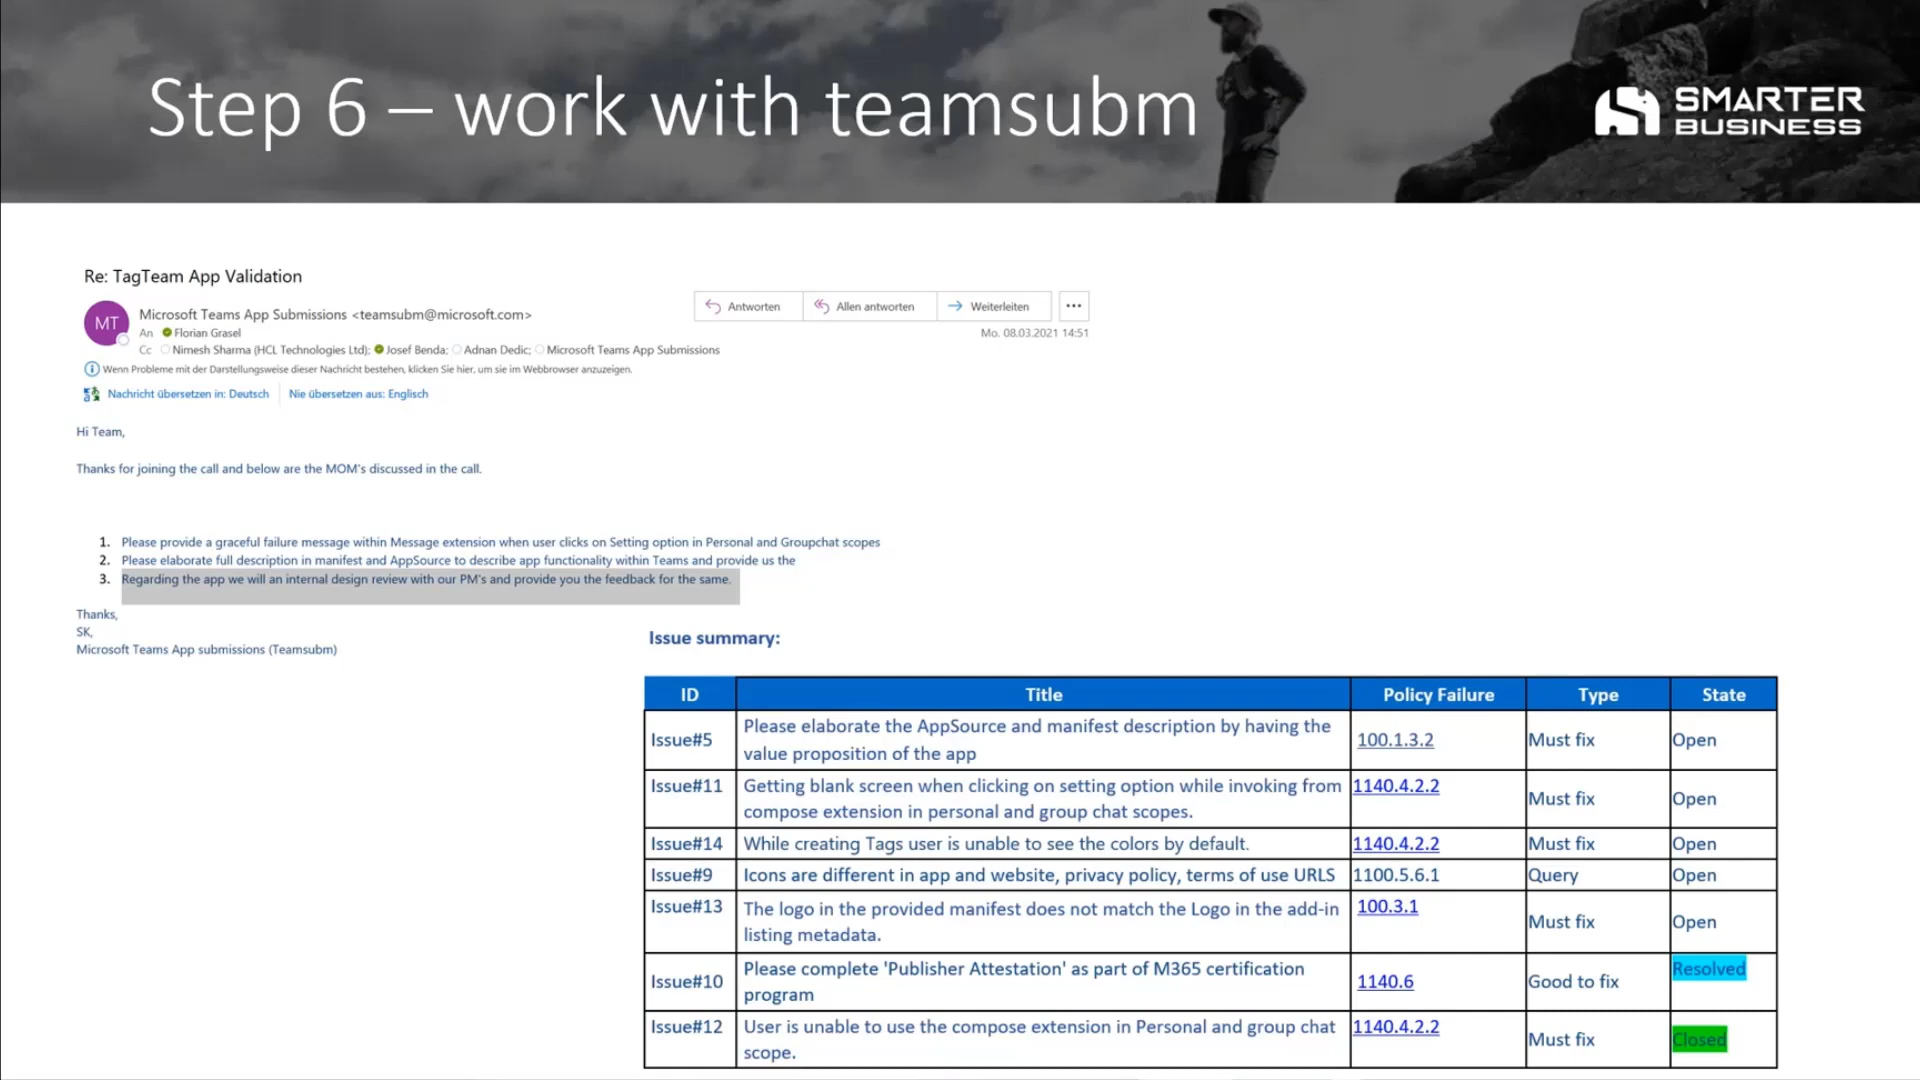 Step 6 – work with teamsubm
SMARTER
BUSINESS
Re: TagTeam App Validation
MT
Microsoft Teams App Submissions <teamsubm@microsoft.com>
An Florian Grasel
Cc Nimesh Sharma (HCL Technologies Ltd); Josef Benda; Adnan Dedic; Microsoft Teams App Submissions
Antworten Allen antworten Weiterleiten ...
Mo. 08.03.2021 14:51
Wenn Probleme mit der Darstellungsweise dieser Nachricht bestehen, klicken Sie hier, um sie im Webbrowser anzuzeigen.
Nachricht übersetzen in: Deutsch Nie übersetzen aus: Englisch
Hi Team,
Thanks for joining the call and below are the MOM's discussed in the call.
1. Please provide a graceful failure message within Message extension when user clicks on Setting option in Personal and Groupchat scopes
2. Please elaborate full description in manifest and AppSource to describe app functionality within Teams and provide us the
3. Regarding the app we will an internal design review with our PM's and provide you the feedback for the same.
Thanks,
SK,
Microsoft Teams App submissions (Teamsubm)
Issue summary:
ID Title Policy Failure Type State
Issue#5 Please elaborate the AppSource and manifest description by having the
value proposition of the app 100.1.3.2 Must fix Open
Issue#11 Getting blank screen when clicking on setting option while invoking from
compose extension in personal and group chat scopes. 1140.4.2.2 Must fix Open
Issue#14 While creating Tags user is unable to see the colors by default. 1140.4.2.2 Must fix Open
Issue#9 Icons are different in app and website, privacy policy, terms of use URLS 1100.5.6.1 Query Open
Issue#13 The logo in the provided manifest does not match the Logo in the add-in
listing metadata. 100.3.1 Must fix Open
Issue#10 Please complete 'Publisher Attestation' as part of M365 certification
program 1140.6 Good to fix Resolved
Issue#12 User is unable to use the compose extension in Personal and group chat
scope. 1140.4.2.2 Must fix Closed